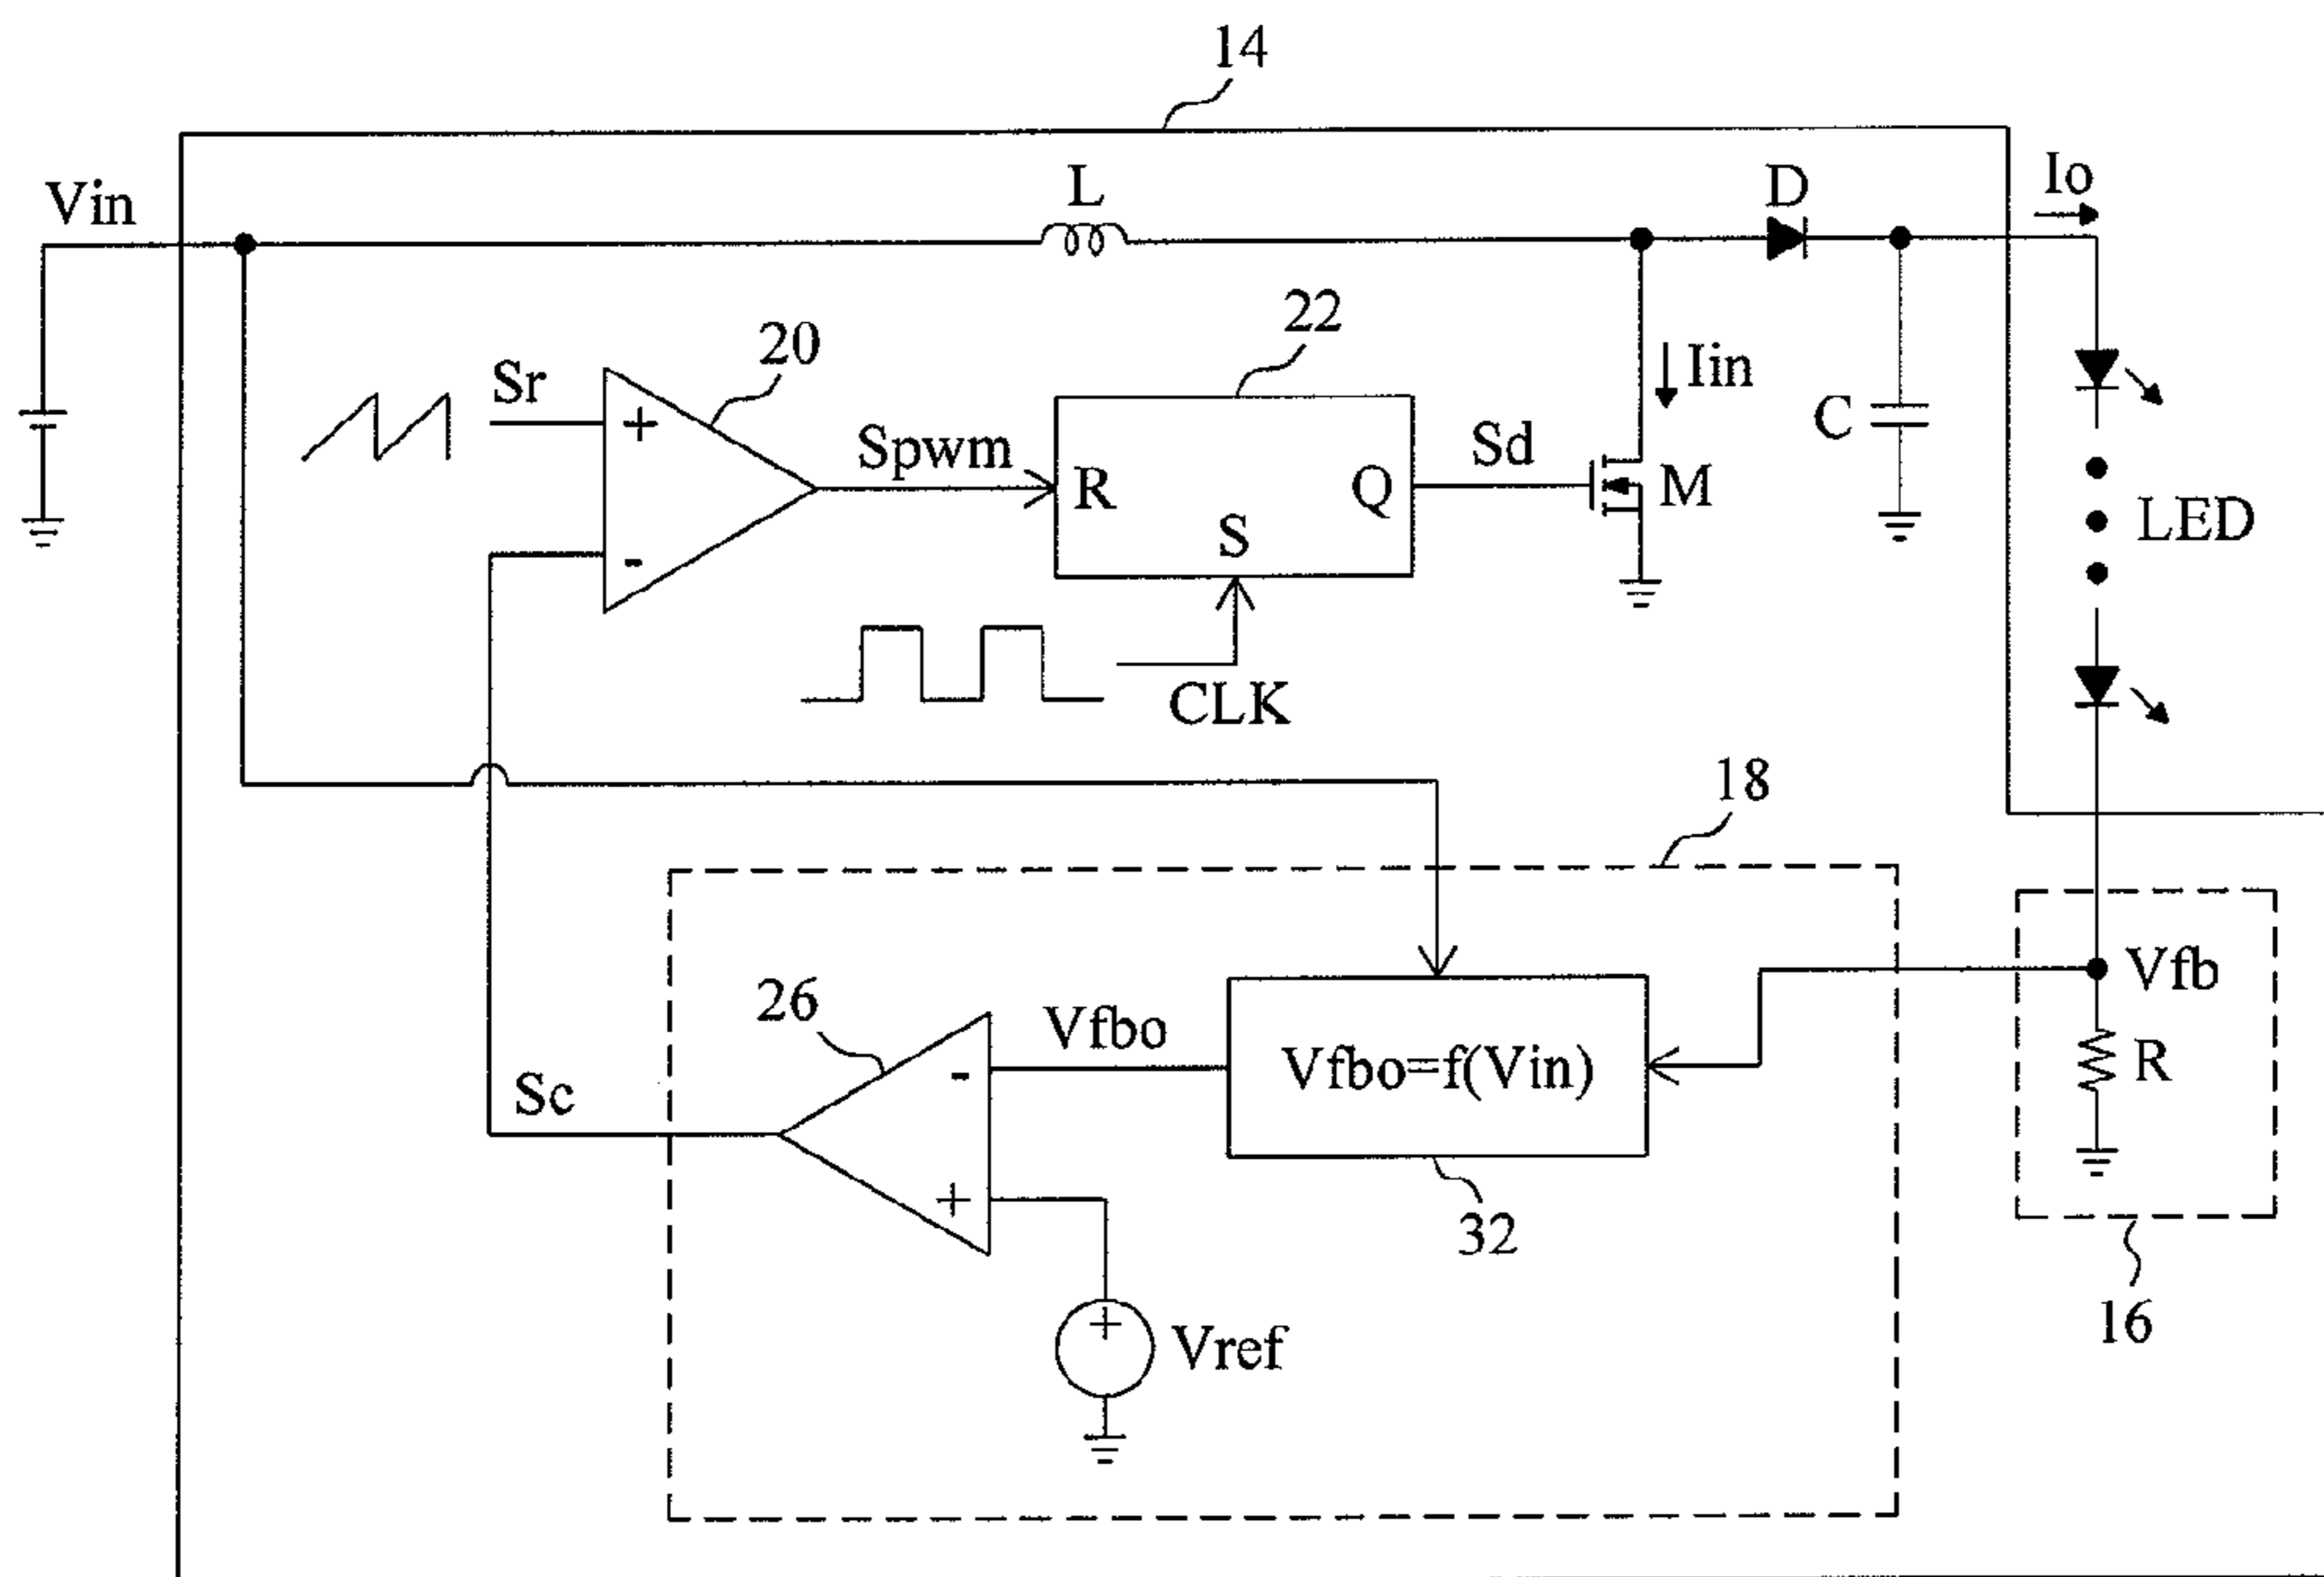 14
Vin
L
D
Io
Sr
20
22
Iin
+
Spwm
R
Q
S
Sd
M
C
LED
-
CLK
18
26
Vfbo
Vfbo=f(Vin)
Vfb
-
R
Sc
+
32
+
Vref
16